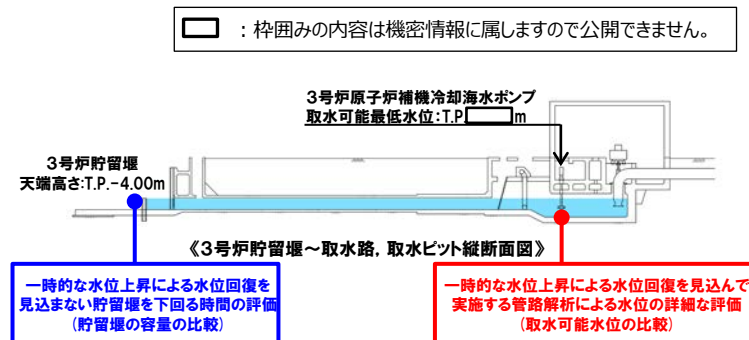 ：枠囲みの内容は機密情報に属しますので公開できません。
3号炉原子炉補機冷却海水ポンプ
取水可能最低水位：T.P. m
3号炉貯留堰
天端高さ：T.P.-4.00m
《3号炉貯留堰～取水路，取水ピット縦断面図》
一時的な水位上昇による水位回復を
見込まない貯留堰を下回る時間の評価
(貯留堰の容量の比較)
一時的な水位上昇による水位回復を見込んで
実施する管路解析による水位の詳細な評価
(取水可能水位の比較)